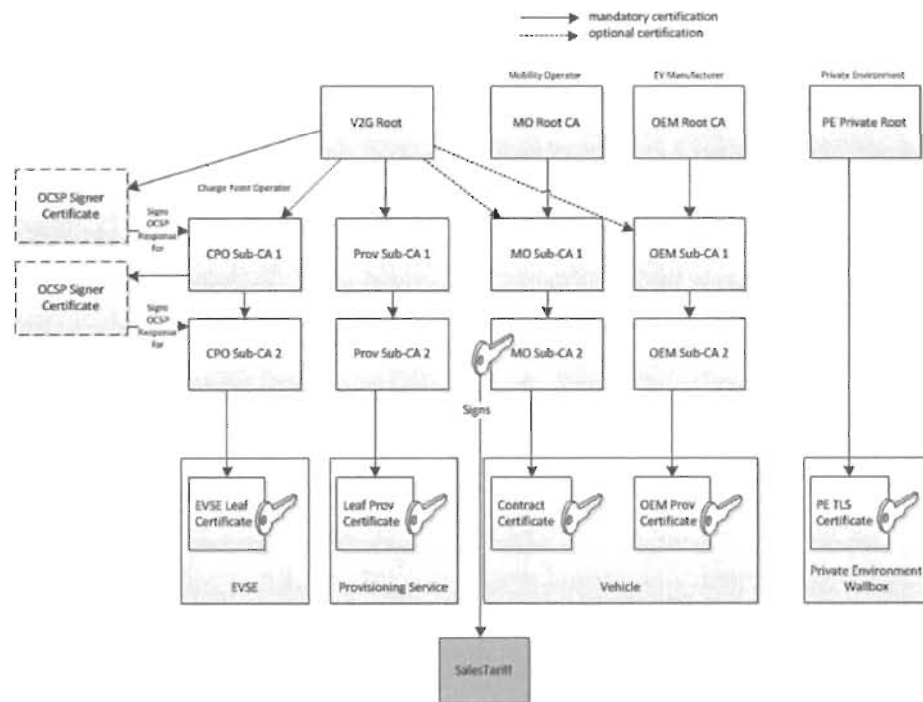 mandatory certification
optional certification
Mobility Operator
EV Manufacturer
Private Environment
V2G Root
MO Root CA
OEM Root CA
PE Private Root
OCSP Signer
Certificate
Signs
OCSP
Response
for
Charge Point Operator
CPO Sub-CA 1
Prov Sub-CA 1
MO Sub-CA 1
OEM Sub-CA 1
OCSP Signer
Certificate
Signs
OCSP
Response
for
CPO Sub-CA 2
Prov Sub-CA 2
MO Sub-CA 2
OEM Sub-CA 2
Signs
EVSE Leaf
Certificate
Leaf Prov
Certificate
Contract
Certificate
OEM Prov
Certificate
PE TLS
Certificate
EVSE
Provisioning Service
Vehicle
Private Environment
Wallbox
SalesTariff